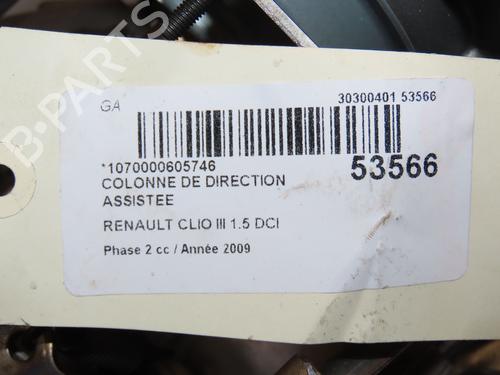 GA
30300401 53566
*1070000605746
53566
COLONNE DE DIRECTION
ASSISTEE
RENAULT CLIO III 1.5 DCI
Phase 2 cc / Année 2009
B-PARTS